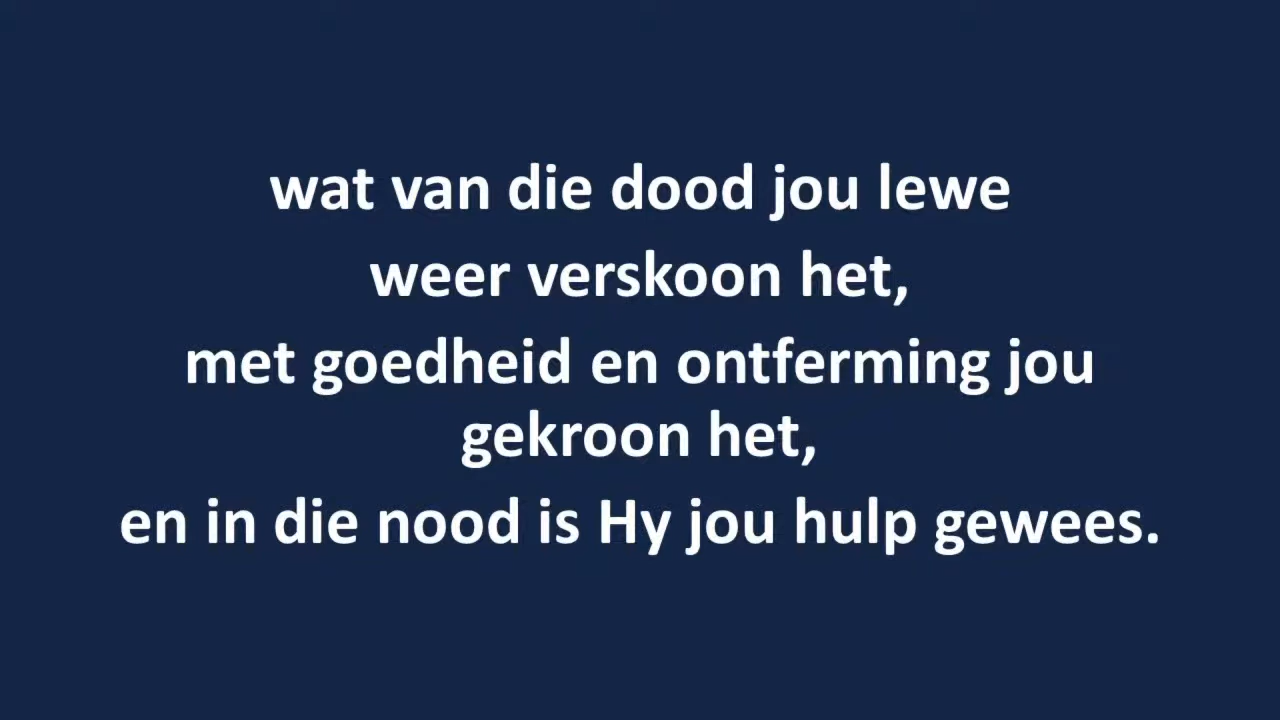 wat van die dood jou lewe
weer verskoon het,
met goedheid en ontferming jou
gekroon het,
en in die nood is Hy jou hulp gewees.